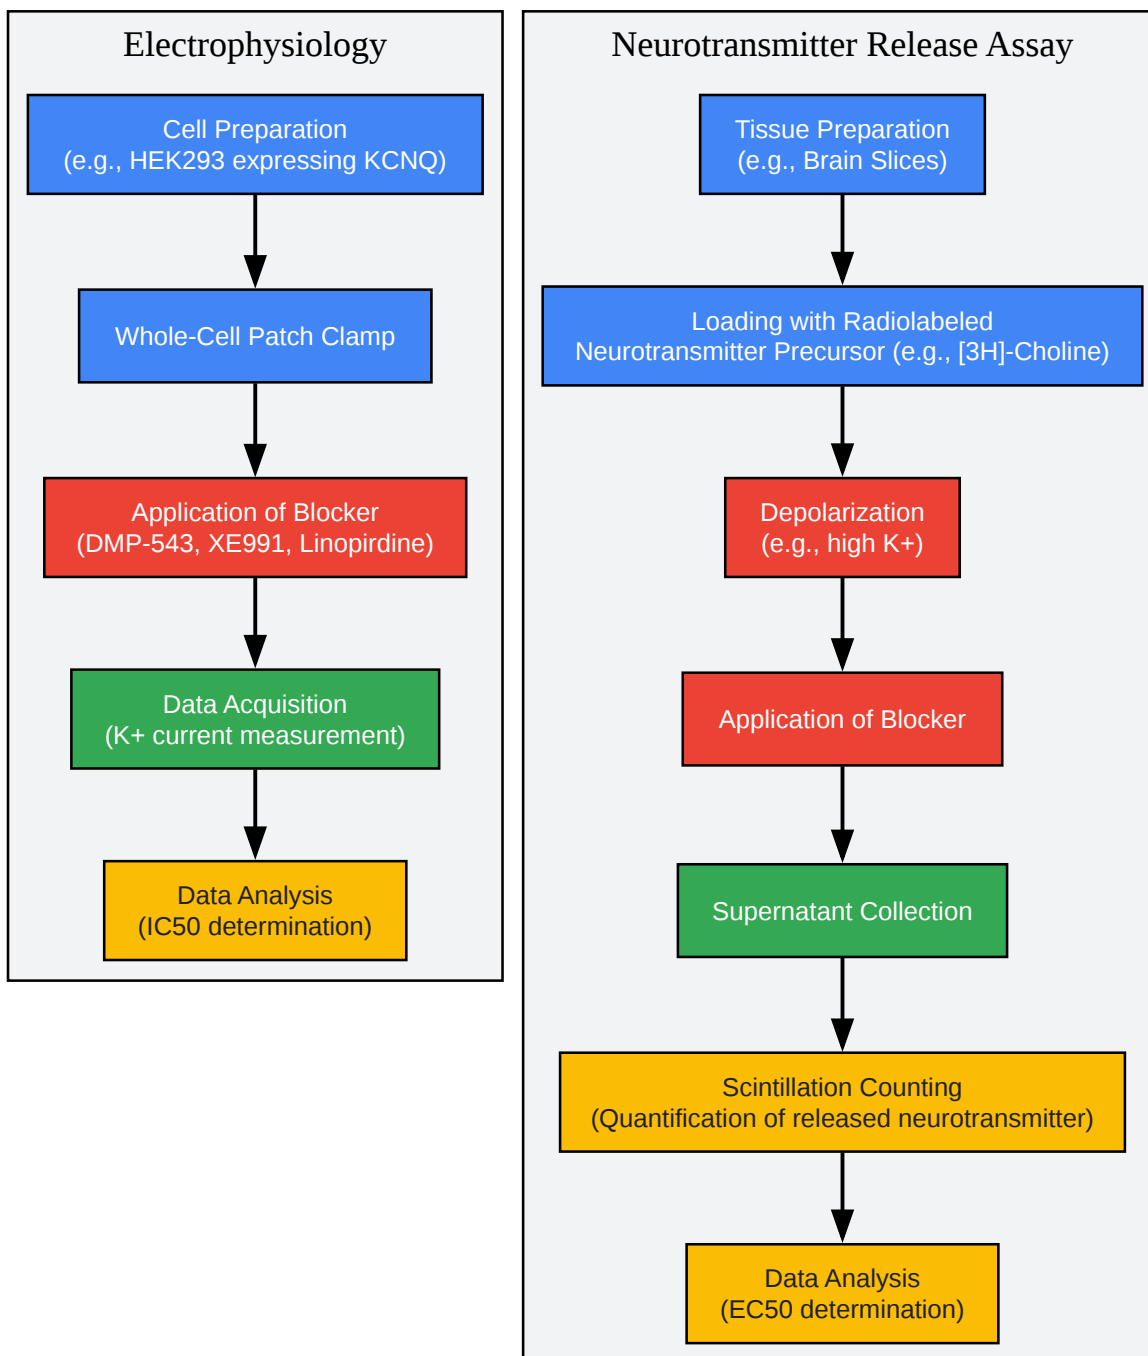 Electrophysiology
Cell Preparation
(e.g., HEK293 expressing KCNQ)
Whole-Cell Patch Clamp
Application of Blocker
(DMP-543, XE991, Linopirdine)
Data Acquisition
(K+ current measurement)
Data Analysis
(IC50 determination)
Neurotransmitter Release Assay
Tissue Preparation
(e.g., Brain Slices)
Loading with Radiolabeled
Neurotransmitter Precursor (e.g., [3H]-Choline)
Depolarization
(e.g., high K+)
Application of Blocker
Supernatant Collection
Scintillation Counting
(Quantification of released neurotransmitter)
Data Analysis
(EC50 determination)